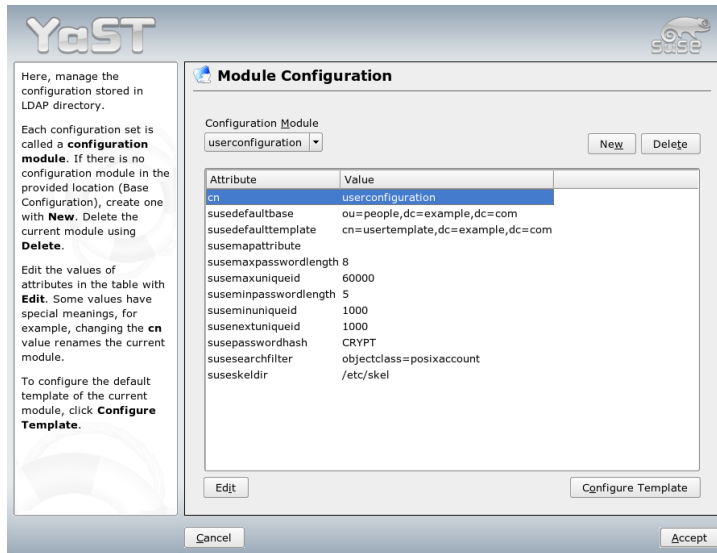 YaST
SUSE
Here, manage the
configuration stored in
LDAP directory.
Each configuration set is
called a configuration
module. If there is no
configuration module in the
provided location (Base
Configuration), create one
with New. Delete the
current module using
Delete.
Edit the values of
attributes in the table with
Edit. Some values have
special meanings, for
example, changing the cn
value renames the current
module.
To configure the default
template of the current
module, click Configure
Template.
Module Configuration
Configuration Module
userconfiguration
New Delete
Attribute Value
cn userconfiguration
susedefaultbase ou=people,dc=example,dc=com
susedefaulttemplate cn=usertemplate,dc=example,dc=com
susemapattribute
susemaxpasswordlength 8
susemaxuniqueid 60000
suseminpasswordlength 5
suseminuniqueid 1000
susenextuniqueid 1000
susepasswordhash CRYPT
susesearchfilter objectclass=posixaccount
suseskeldir /etc/skel
Edit Configure Template
Cancel Accept